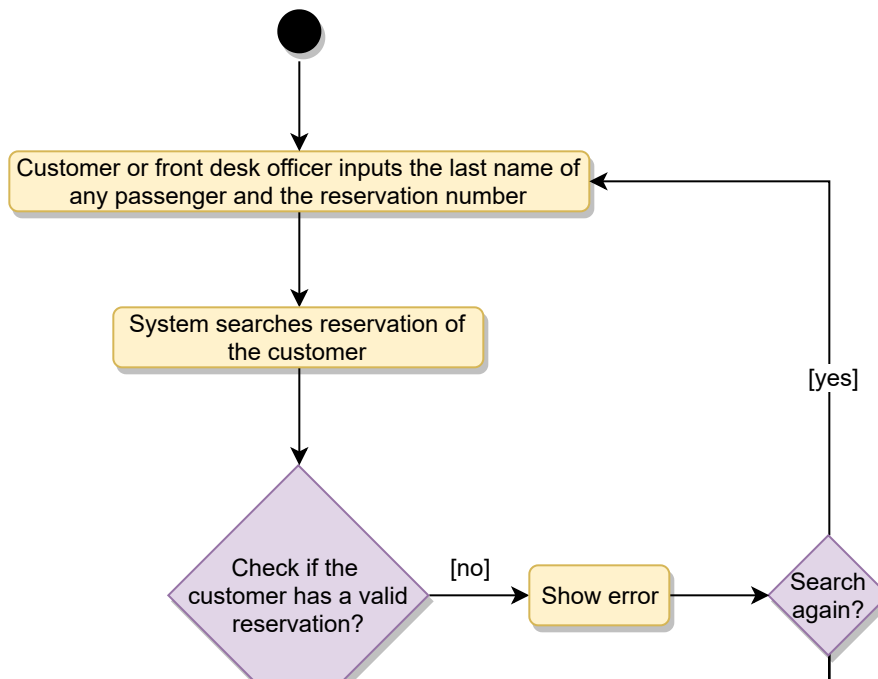 Customer or front desk officer inputs the last name of
any passenger and the reservation number
System searches reservation of
the customer
[yes]
Check if the
customer has a valid
reservation?
[no]
Show error
Search
again?